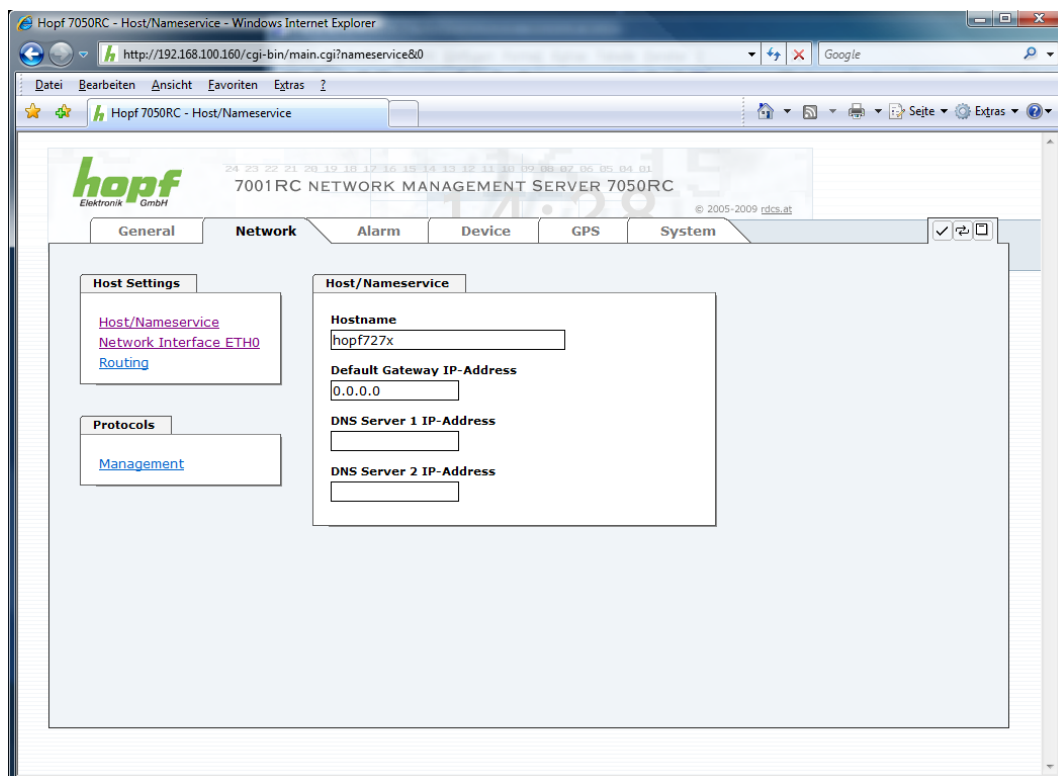 Hopf 7050RC - Host/Nameservice - Windows Internet Explorer
http://192.168.100.160/cgi-bin/main.cgi?nameservice&0
Google
Datei Bearbeiten Ansicht Favoriten Extras ?
Hopf 7050RC - Host/Nameservice
Seite Extras
hopf
Elektronik GmbH
24 23 22 21 20 19 18 17 16 15 14 13 12 11 10 09 08 07 06 05 04 01
7001RC NETWORK MANAGEMENT SERVER 7050RC
14:28
© 2005-2009 rdcs.at
General Network Alarm Device GPS System
Host Settings
Host/Nameservice
Network Interface ETH0
Routing
Protocols
Management
Host/Nameservice
Hostname
hopf727x
Default Gateway IP-Address
0.0.0.0
DNS Server 1 IP-Address
DNS Server 2 IP-Address